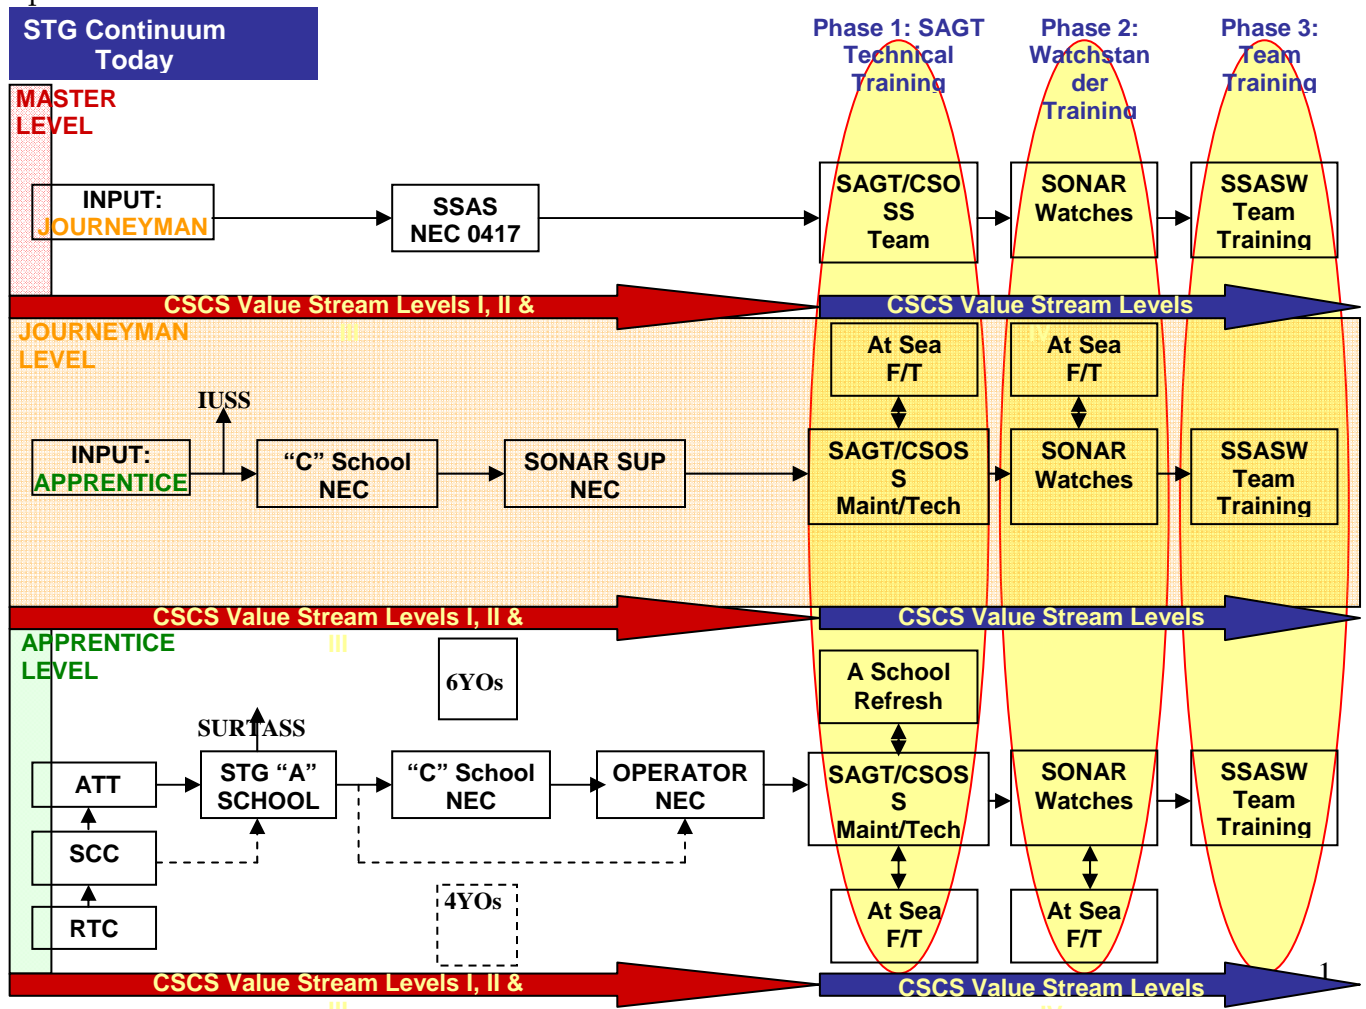 STG Continuum
Today
Phase 1: SAGT
Technical
Training
Phase 2:
Watchstan
der
Training
Phase 3:
Team
Training
MASTER
LEVEL
INPUT:
JOURNEYMAN
SSAS
NEC 0417
SAGT/CSO
SS
Team
SONAR
Watches
SSASW
Team
Training
CSCS Value Stream Levels I, II &
III
CSCS Value Stream Levels
IV
JOURNEYMAN
LEVEL
At Sea
F/T
At Sea
F/T
IUSS
INPUT:
APPRENTICE
"C" School
NEC
SONAR SUP
NEC
SAGT/CSOS
S
Maint/Tech
SONAR
Watches
SSASW
Team
Training
CSCS Value Stream Levels I, II &
III
CSCS Value Stream Levels
APPRENTICE
LEVEL
6YOs
A School
Refresh
SURTASS
ATT
STG "A"
SCHOOL
"C" School
NEC
OPERATOR
NEC
SAGT/CSOS
S
Maint/Tech
SONAR
Watches
SSASW
Team
Training
SCC
RTC
4YOs
At Sea
F/T
At Sea
F/T
CSCS Value Stream Levels I, II &
III
CSCS Value Stream Levels
1